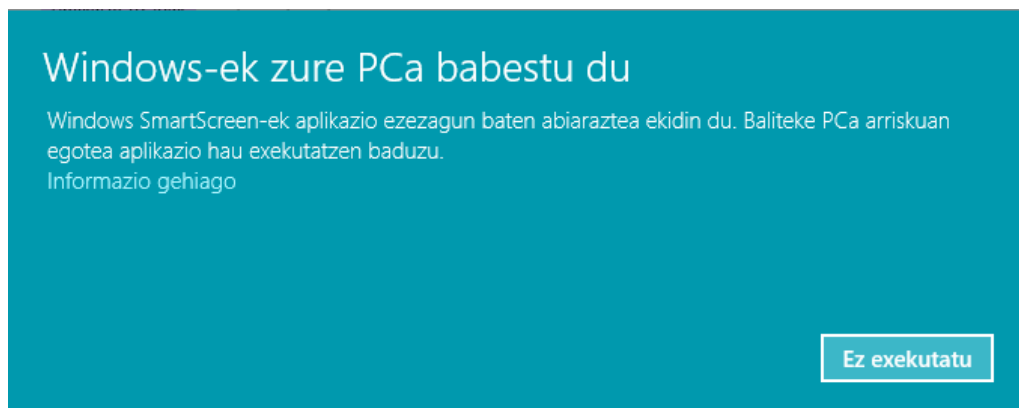 Windows-ek zure PCa babestu du
Windows SmartScreen-ek aplikazio ezezagun baten abiaraztea ekidin du. Baliteke PCa arriskuan
egotea aplikazio hau exekutatzen baduzu.
Informazio gehiago
Ez exekutatu